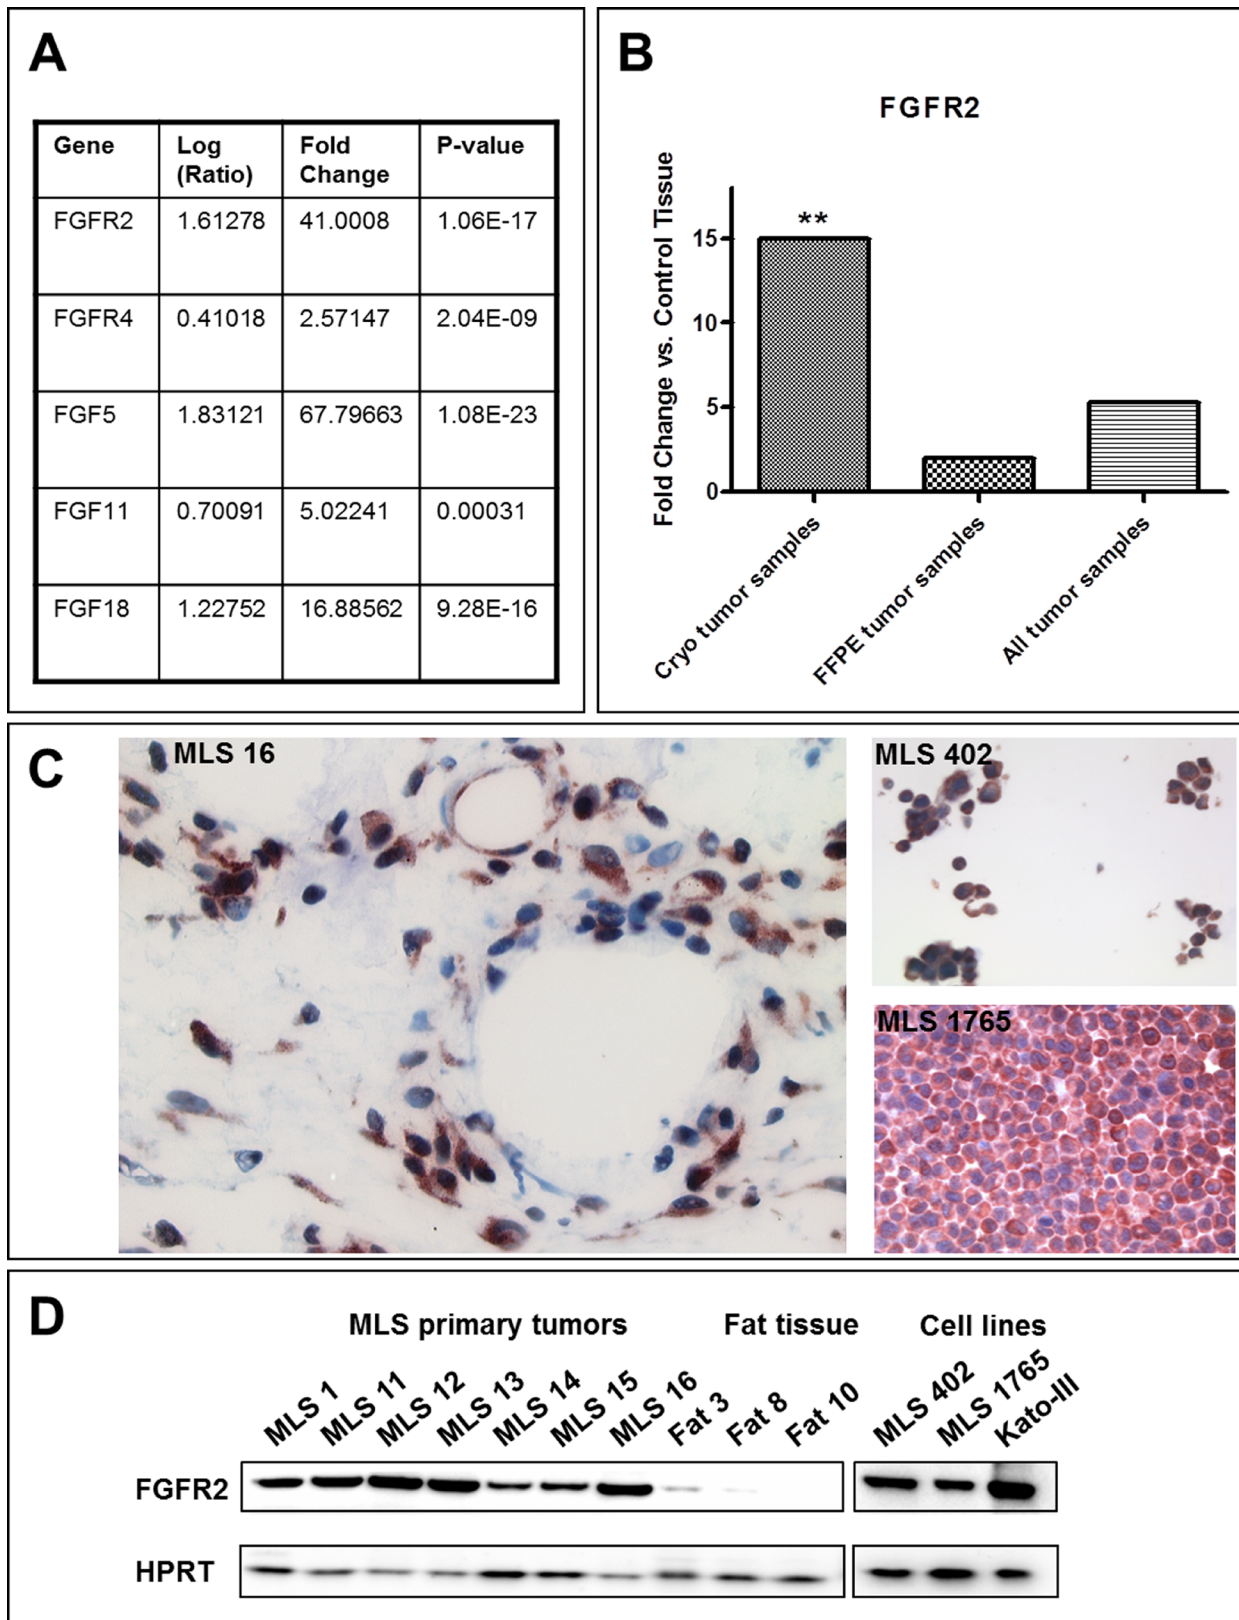 A
Gene Log (Ratio) Fold Change P-value
FGFR2 1.61278 41.0008 1.06E-17
FGFR4 0.41018 2.57147 2.04E-09
FGF5 1.83121 67.79663 1.08E-23
FGF11 0.70091 5.02241 0.00031
FGF18 1.22752 16.88562 9.28E-16
B
FGFR2
Fold Change vs. Control Tissue
**
15
10
5
0
Cryo tumor samples
FFPE tumor samples
All tumor samples
C
MLS 16
MLS 402
MLS 1765
D
MLS primary tumors Fat tissue Cell lines
MLS 1 MLS 11 MLS 12 MLS 13 MLS 14 MLS 15 MLS 16 Fat 3 Fat 8 Fat 10 MLS 402 MLS 1765 Kato-III
FGFR2
HPRT